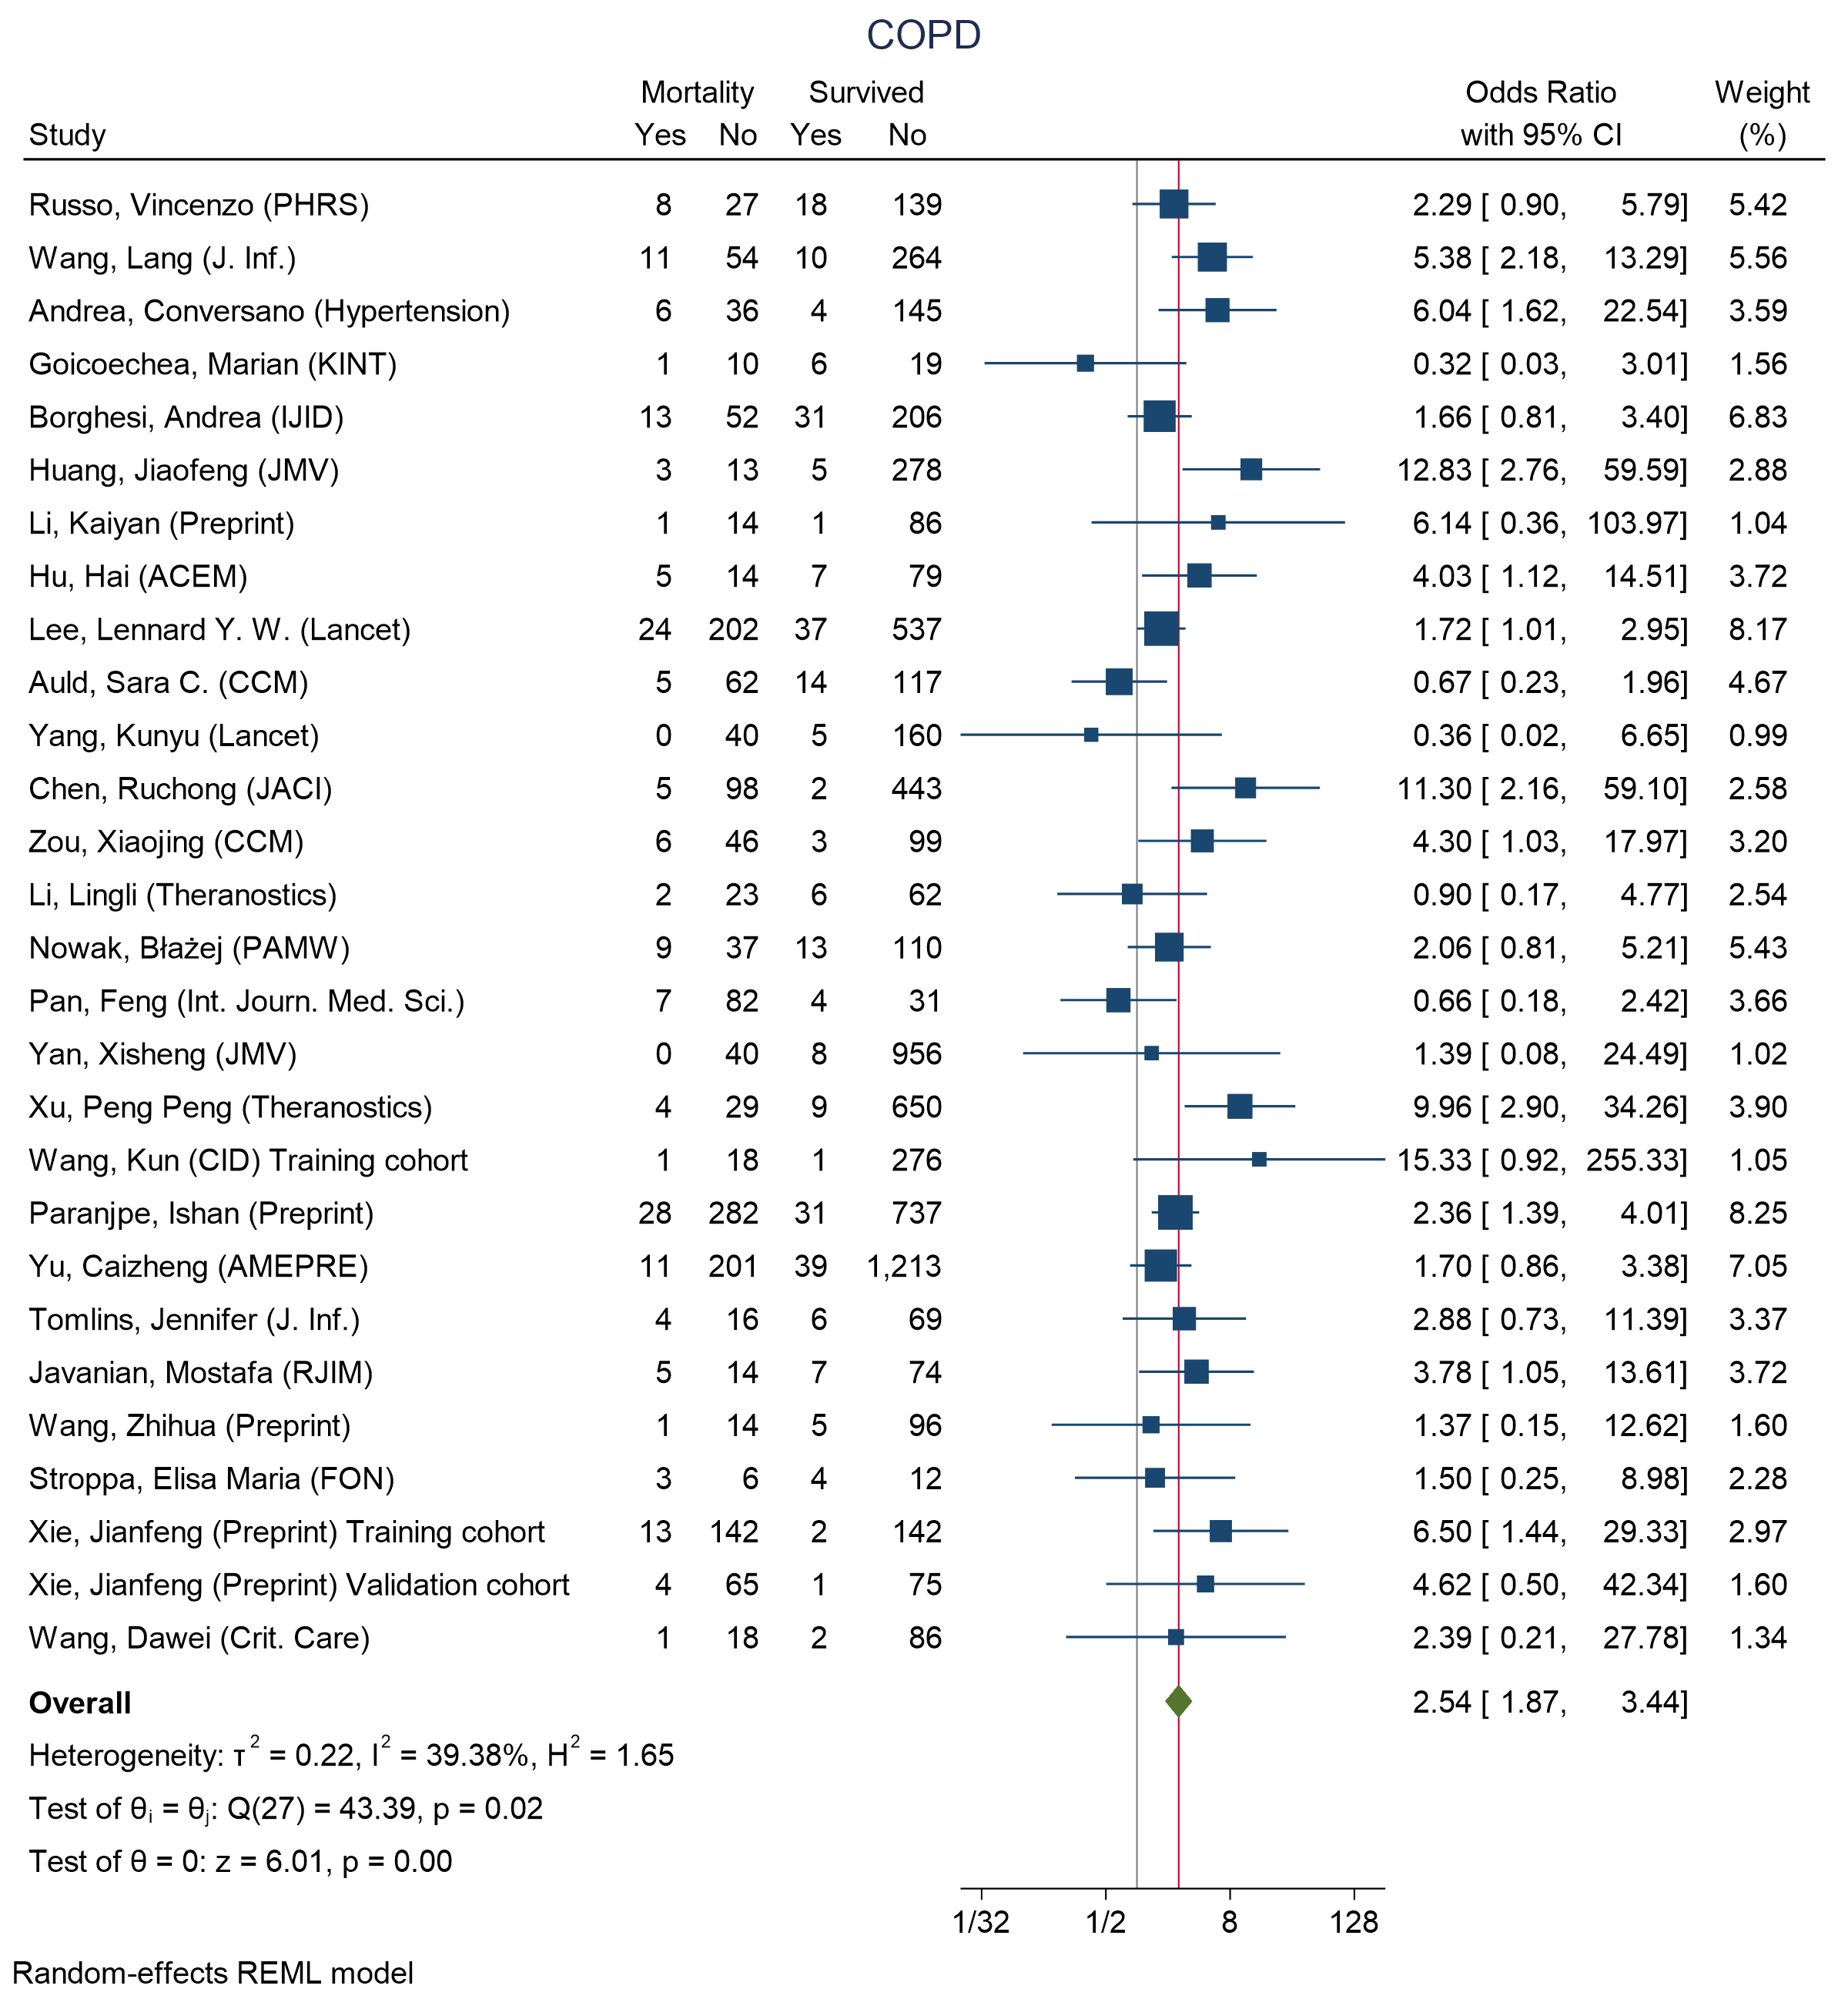 COPD
Mortality Survived Odds Ratio Weight
Study Yes No Yes No with 95% CI (%)
Russo, Vincenzo (PHRS) 8 27 18 139 2.29 [ 0.90, 5.79] 5.42
Wang, Lang (J. Inf.) 11 54 10 264 5.38 [ 2.18, 13.29] 5.56
Andrea, Conversano (Hypertension) 6 36 4 145 6.04 [ 1.62, 22.54] 3.59
Goicoechea, Marian (KINT) 1 10 6 19 0.32 [ 0.03, 3.01] 1.56
Borghesi, Andrea (IJID) 13 52 31 206 1.66 [ 0.81, 3.40] 6.83
Huang, Jiaofeng (JMV) 3 13 5 278 12.83 [ 2.76, 59.59] 2.88
Li, Kaiyan (Preprint) 1 14 1 86 6.14 [ 0.36, 103.97] 1.04
Hu, Hai (ACEM) 5 14 7 79 4.03 [ 1.12, 14.51] 3.72
Lee, Lennard Y. W. (Lancet) 24 202 37 537 1.72 [ 1.01, 2.95] 8.17
Auld, Sara C. (CCM) 5 62 14 117 0.67 [ 0.23, 1.96] 4.67
Yang, Kunyu (Lancet) 0 40 5 160 0.36 [ 0.02, 6.65] 0.99
Chen, Ruchong (JACI) 5 98 2 443 11.30 [ 2.16, 59.10] 2.58
Zou, Xiaojing (CCM) 6 46 3 99 4.30 [ 1.03, 17.97] 3.20
Li, Lingli (Theranostics) 2 23 6 62 0.90 [ 0.17, 4.77] 2.54
Nowak, Błażej (PAMW) 9 37 13 110 2.06 [ 0.81, 5.21] 5.43
Pan, Feng (Int. Journ. Med. Sci.) 7 82 4 31 0.66 [ 0.18, 2.42] 3.66
Yan, Xisheng (JMV) 0 40 8 956 1.39 [ 0.08, 24.49] 1.02
Xu, Peng Peng (Theranostics) 4 29 9 650 9.96 [ 2.90, 34.26] 3.90
Wang, Kun (CID) Training cohort 1 18 1 276 15.33 [ 0.92, 255.33] 1.05
Paranjpe, Ishan (Preprint) 28 282 31 737 2.36 [ 1.39, 4.01] 8.25
Yu, Caizheng (AMEPRE) 11 201 39 1,213 1.70 [ 0.86, 3.38] 7.05
Tomlins, Jennifer (J. Inf.) 4 16 6 69 2.88 [ 0.73, 11.39] 3.37
Javanian, Mostafa (RJIM) 5 14 7 74 3.78 [ 1.05, 13.61] 3.72
Wang, Zhihua (Preprint) 1 14 5 96 1.37 [ 0.15, 12.62] 1.60
Stroppa, Elisa Maria (FON) 3 6 4 12 1.50 [ 0.25, 8.98] 2.28
Xie, Jianfeng (Preprint) Training cohort 13 142 2 142 6.50 [ 1.44, 29.33] 2.97
Xie, Jianfeng (Preprint) Validation cohort 4 65 1 75 4.62 [ 0.50, 42.34] 1.60
Wang, Dawei (Crit. Care) 1 18 2 86 2.39 [ 0.21, 27.78] 1.34
Overall 2.54 [ 1.87, 3.44]
Heterogeneity: τ² = 0.22, I² = 39.38%, H² = 1.65
Test of θᵢ = θⱼ: Q(27) = 43.39, p = 0.02
Test of θ = 0: z = 6.01, p = 0.00
1/32 1/2 8 128
Random-effects REML model